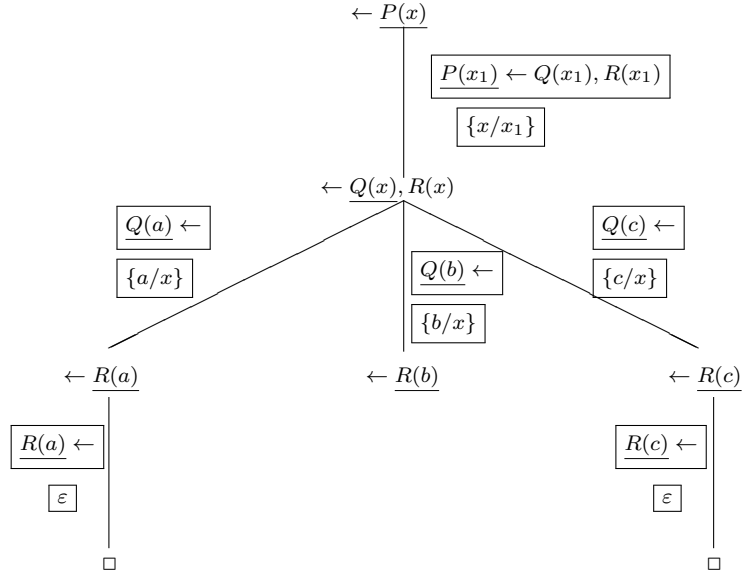 ← P(x)
P(x₁) ← Q(x₁), R(x₁)
{x/x₁}
← Q(x), R(x)
Q(a) ←
{a/x}
Q(b) ←
{b/x}
Q(c) ←
{c/x}
← R(a)
← R(b)
← R(c)
R(a) ←
ε
R(c) ←
ε
□
□